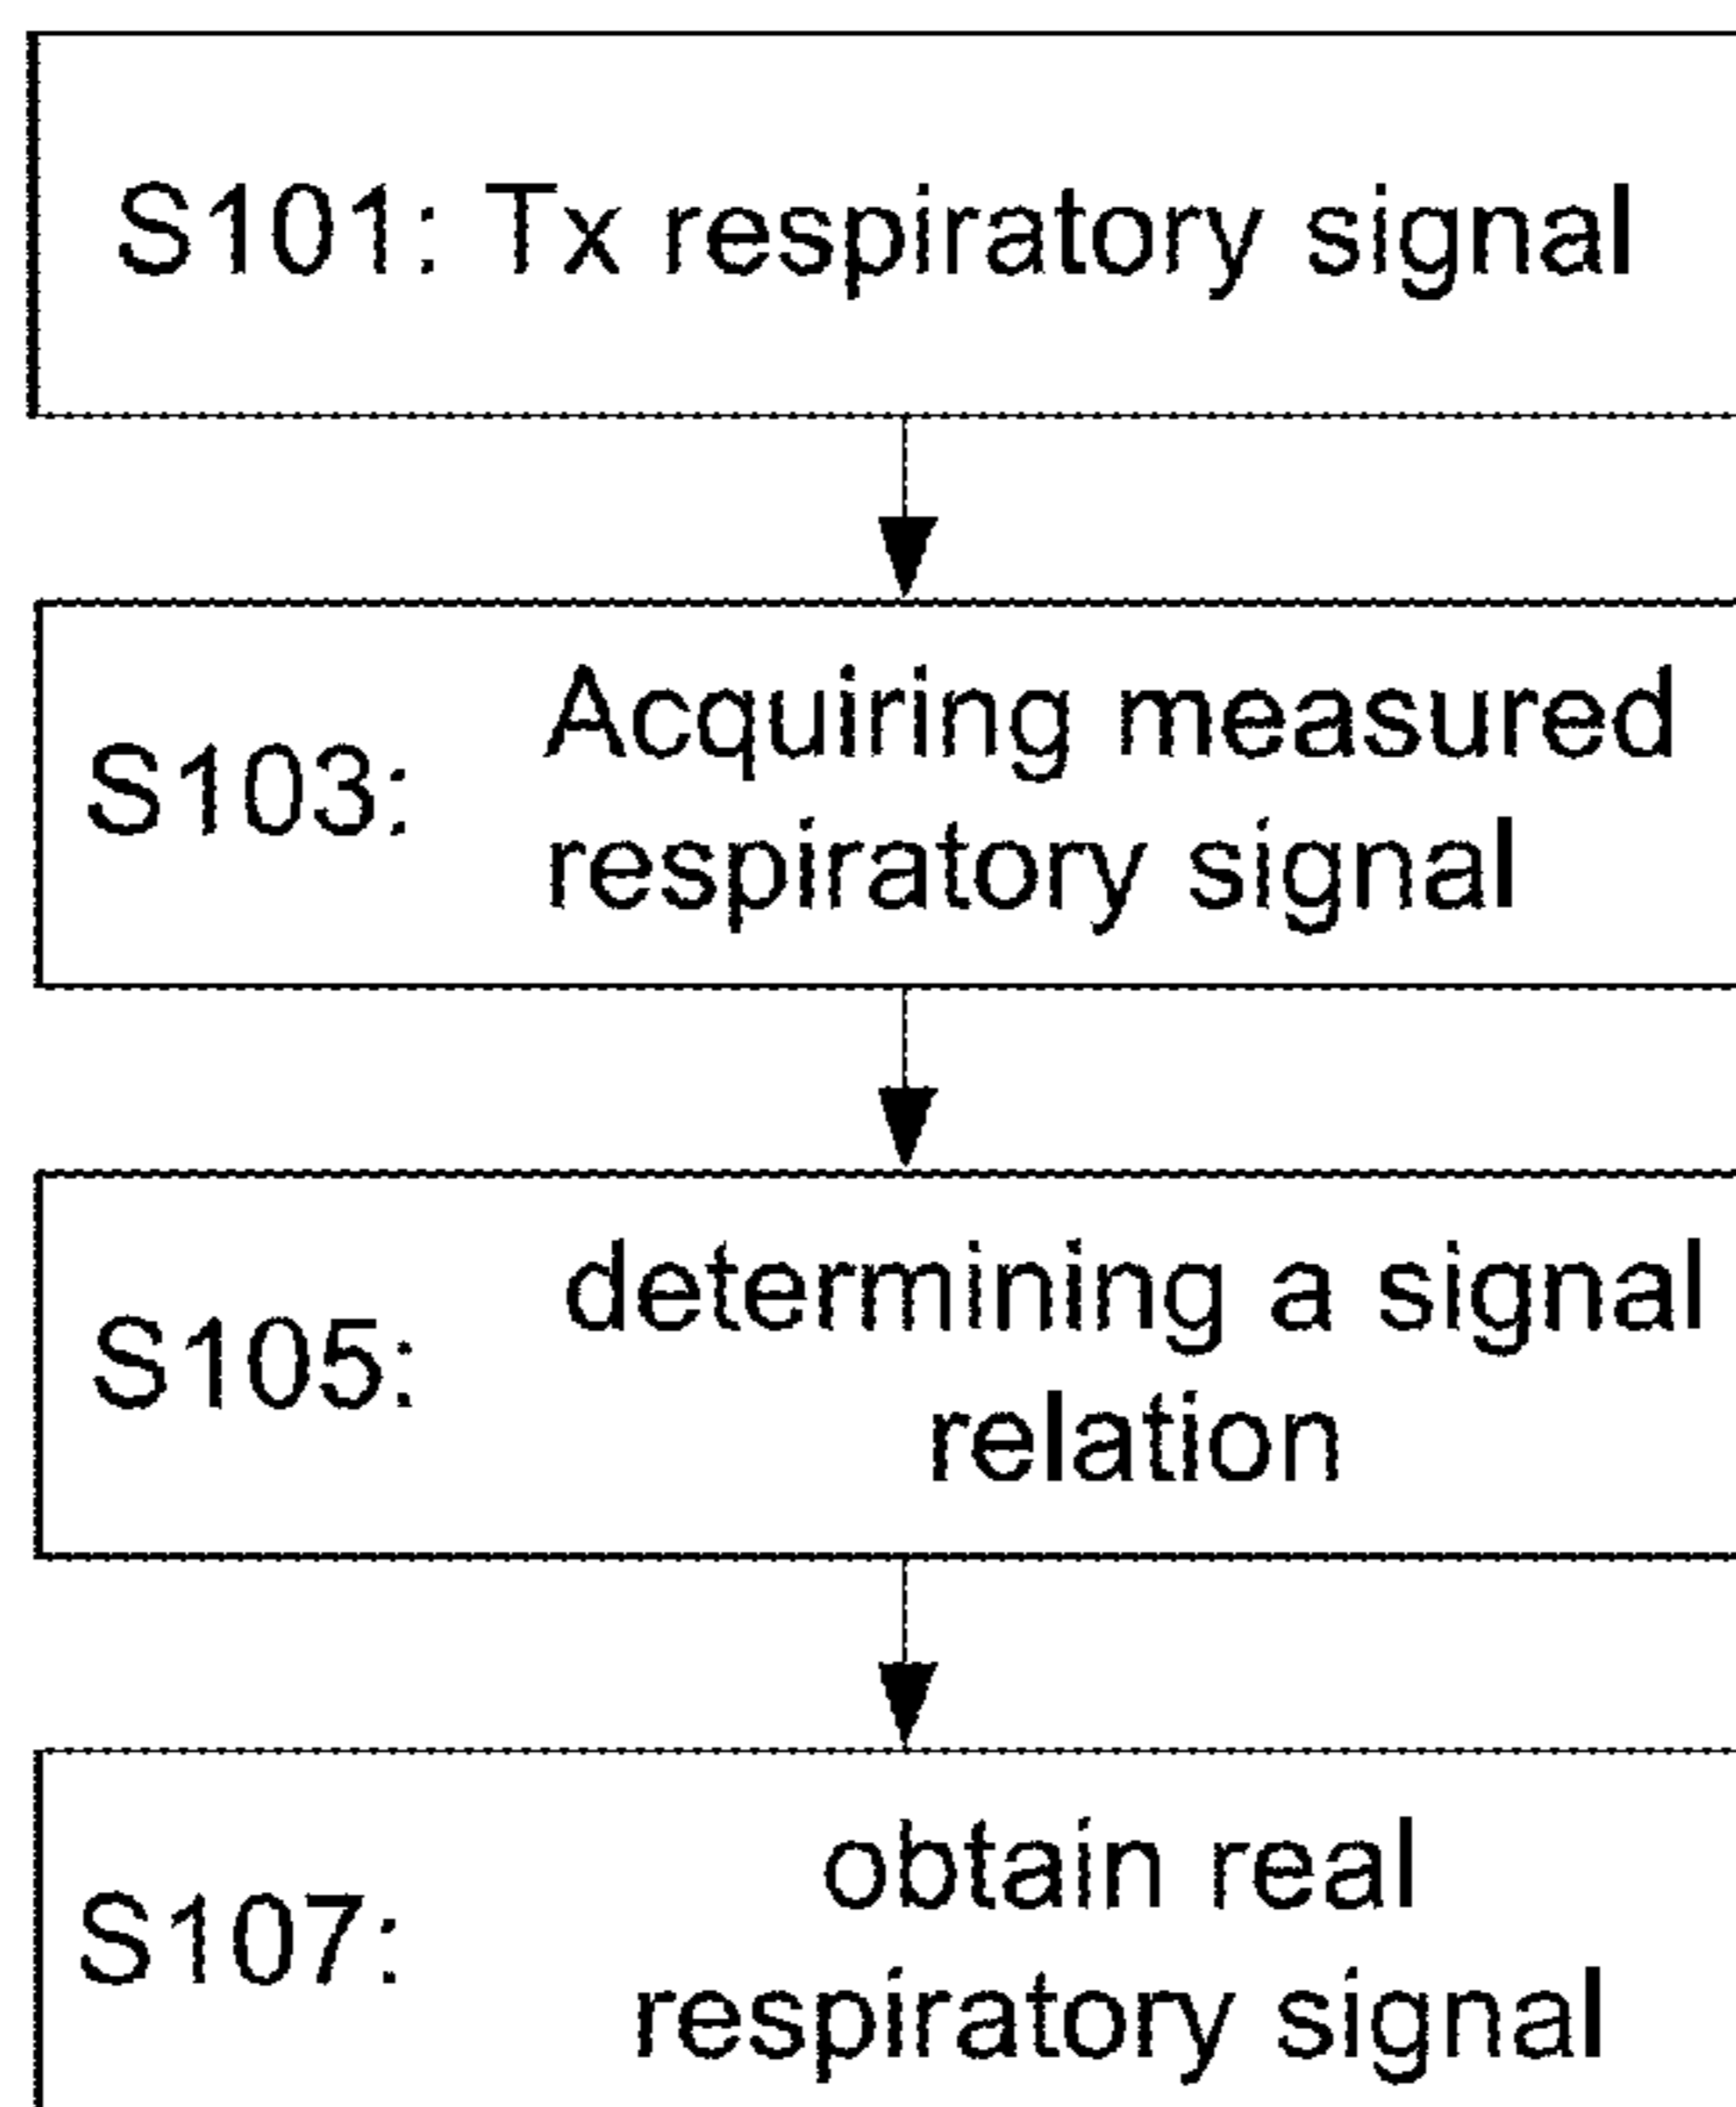 S101: Tx respiratory signal
S103: Acquiring measured
respiratory signal
S105: determining a signal
relation
S107: obtain real
respiratory signal